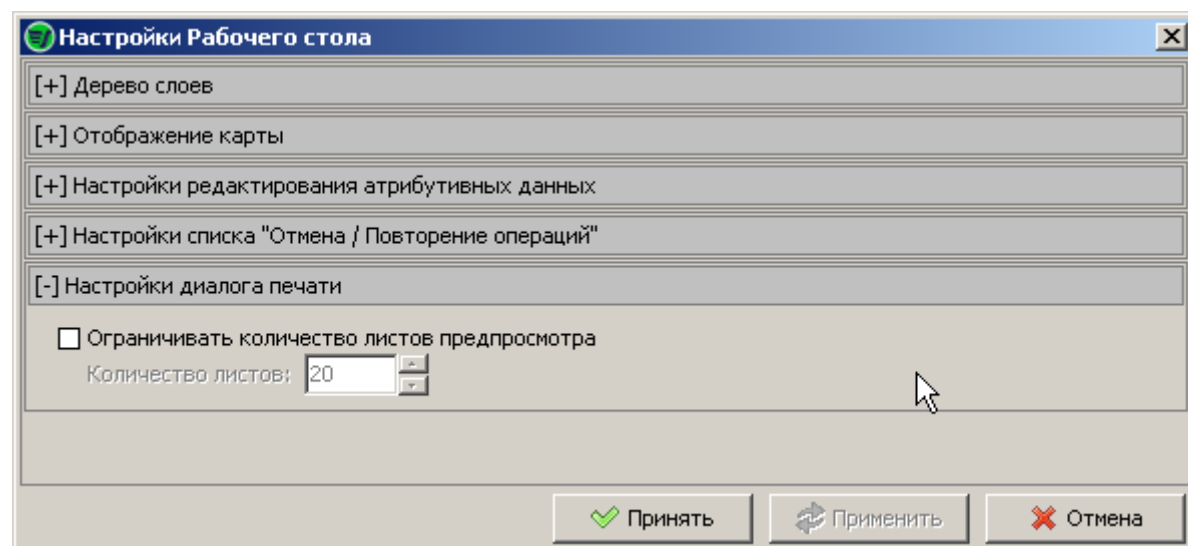 Настройки Рабочего стола
[+] Дерево слоев
[+] Отображение карты
[+] Настройки редактирования атрибутивных данных
[+] Настройки списка "Отмена / Повторение операций"
[-] Настройки диалога печати
Ограничивать количество листов предпросмотра
Количество листов: 20
Принять Применить Отмена